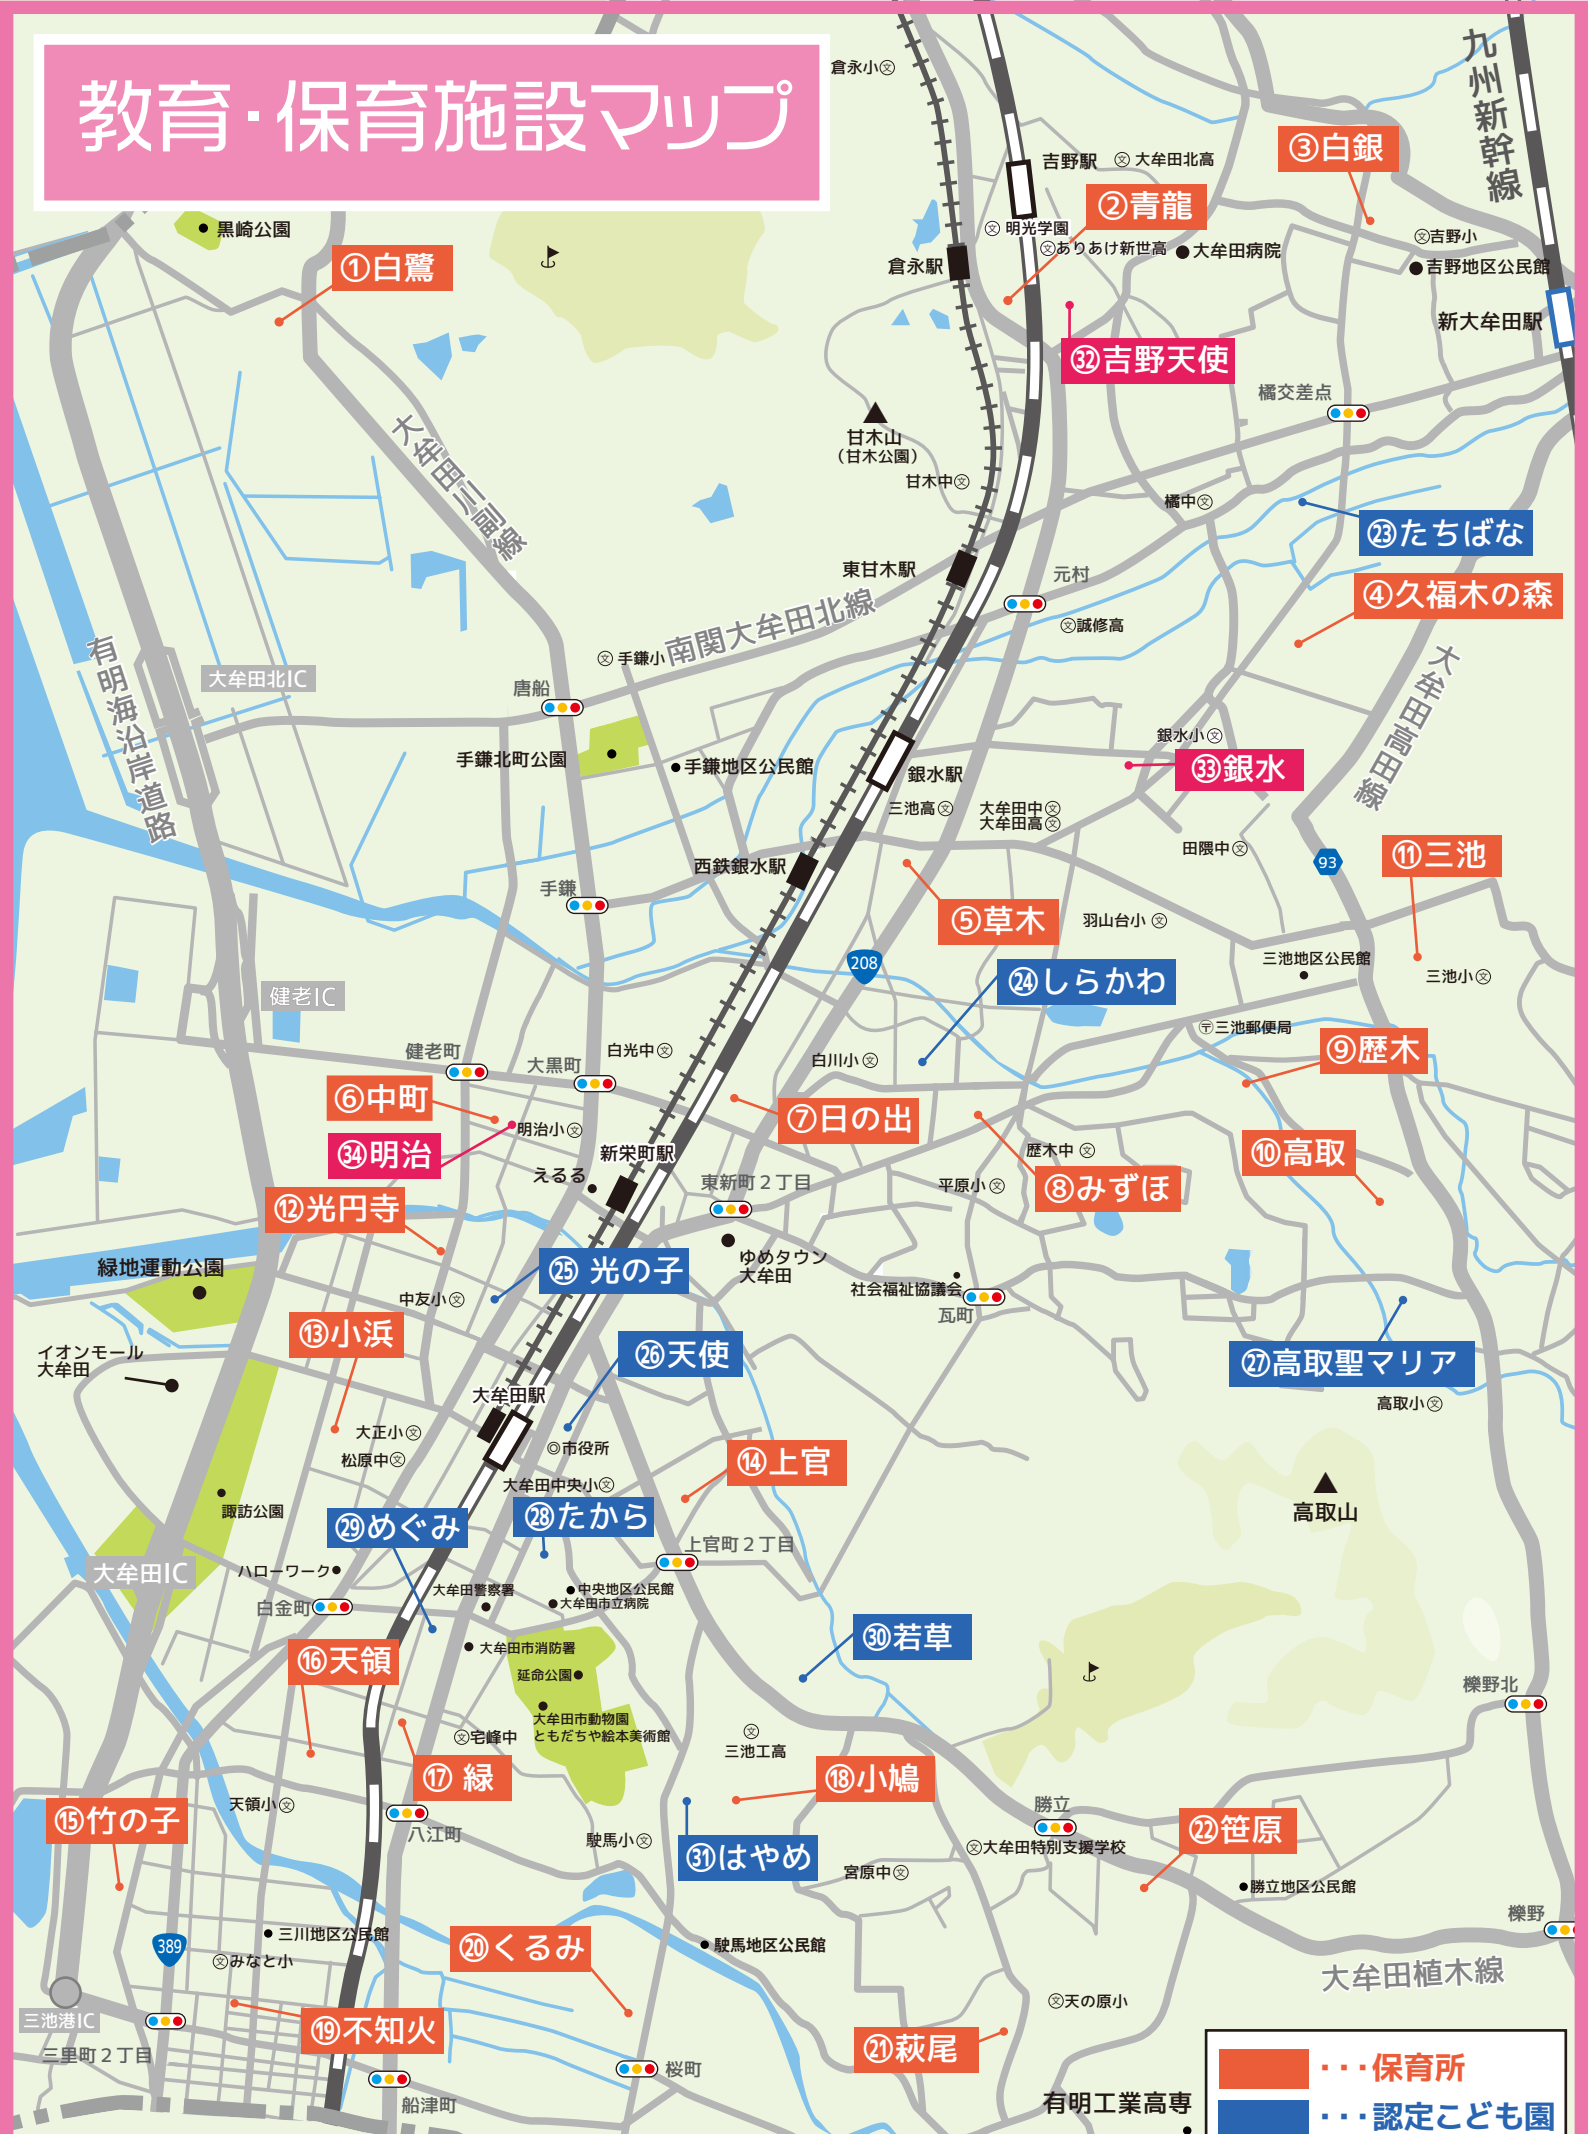 教育・保育施設マップ
倉永小㊛
九州新幹線
③白銀
吉野駅
大牟田北高
②青龍
明光学園
ありあけ新世高
大牟田病院
吉野小
吉野地区公民館
黒崎公園
①白鷺
倉永駅
新大牟田駅
㉜吉野天使
橘交差点
甘木山
（甘木公園）
甘木中
橘中
㉓たちばな
大牟田川副線
東甘木駅
元村
④久福木の森
誠修高
南関大牟田北線
手鎌小
有明海沿岸道路
大牟田北IC
唐船
大牟田高田線
手鎌北町公園
手鎌地区公民館
銀水駅
銀水小
㉝銀水
三池高
大牟田中
大牟田高
田隈中
93
⑪三池
西鉄銀水駅
手鎌
⑤草木
羽山台小
三池地区公民館
三池小
208
㉔しらかわ
健老IC
三池郵便局
⑨歴木
健老町
大黒町
白光中
白川小
⑥中町
⑦日の出
明治小
㉞明治
新栄町駅
えるる
東新町２丁目
歴木中
⑩高取
平原小
⑧みずほ
⑫光円寺
緑地運動公園
㉕ 光の子
ゆめタウン
大牟田
社会福祉協議会
瓦町
中友小
⑬小浜
イオンモール
大牟田
㉖天使
㉗高取聖マリア
大牟田駅
高取小
大正小
松原中
◎市役所
⑭上官
大牟田中央小
高取山
諏訪公園
㉙めぐみ
㉘たから
上官町２丁目
大牟田IC
ハローワーク
大牟田警察署
中央地区公民館
大牟田市立病院
白金町
㉚若草
大牟田市消防署
⑯天領
延命公園
櫟野北
大牟田市動物園
ともだちや絵本美術館
宅峰中
三池工高
⑰ 緑
⑱小鳩
⑮竹の子
天領小
八江町
勝立
㉒笹原
駛馬小
大牟田特別支援学校
㉛はやめ
宮原中
勝立地区公民館
櫟野
三川地区公民館
389
みなと小
⑳くるみ
駛馬地区公民館
大牟田植木線
三池港IC
天の原小
⑲不知火
㉑萩尾
三里町２丁目
桜町
船津町
有明工業高専
・・・保育所
・・・認定こども園